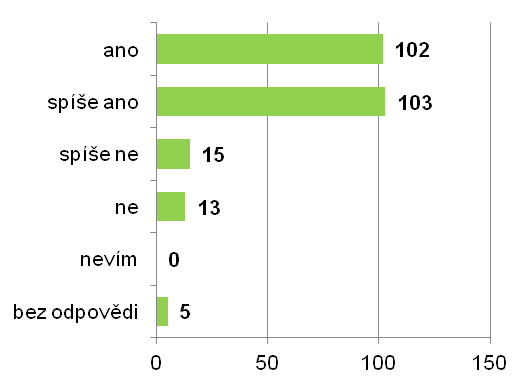 ano 102
spíše ano 103
spíše ne 15
ne 13
nevím 0
bez odpovědi 5
0 50 100 150